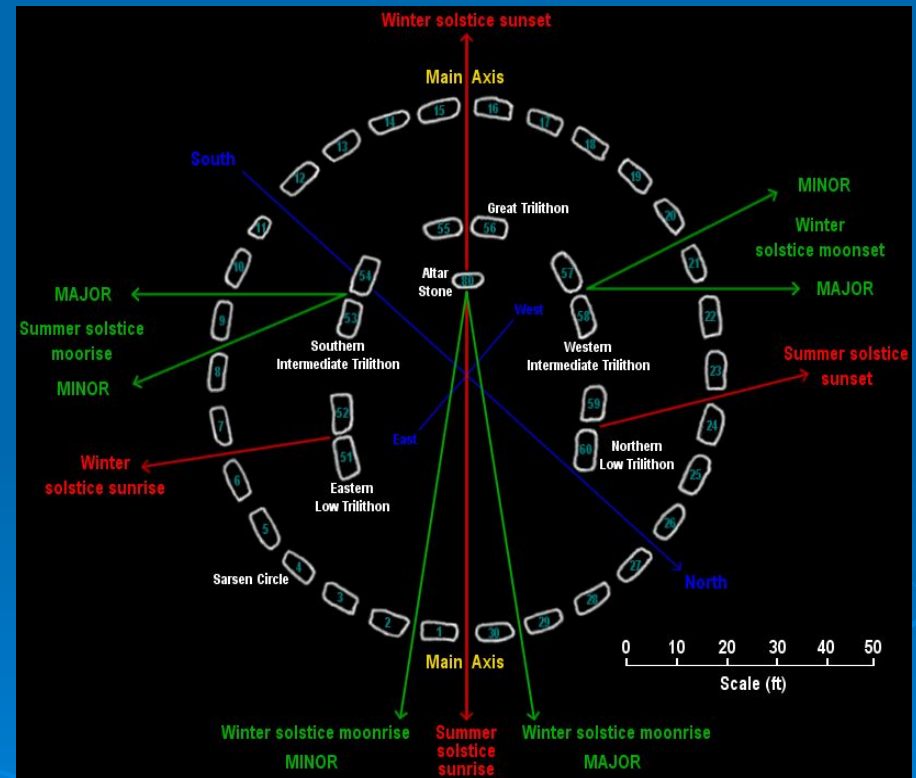 Winter solstice sunset
Main Axis
15
16
14
17
13
18
12
19
South
MINOR
Great Trilithon
20
11
55
56
Winter
solstice moonset
10
54
Altar
Stone
80
57
21
MAJOR
MAJOR
9
53
West
58
22
Summer solstice
moorise
Southern
Intermediate Trilithon
Western
Intermediate Trilithon
Summer solstice
sunset
MINOR
8
23
52
59
7
24
East
Winter
solstice sunrise
51
60
Northern
Low Trilithon
6
25
Eastern
Low Trilithon
5
26
Sarsen Circle
4
27
North
3
28
2
29
1
30
0 10 20 30 40 50
Scale (ft)
Main Axis
Winter solstice moonrise
MINOR
Summer
solstice
sunrise
Winter solstice moonrise
MAJOR